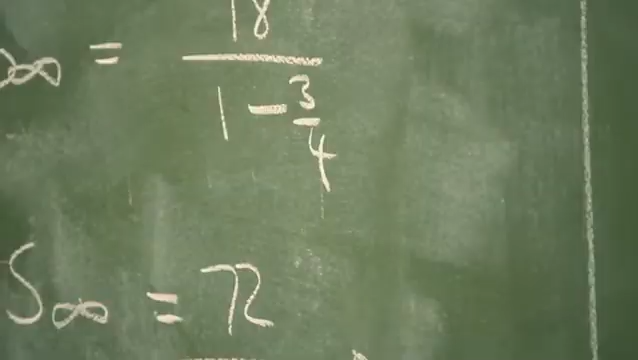 ∞ = 18 / (1 - 3/4)
S∞ = 72